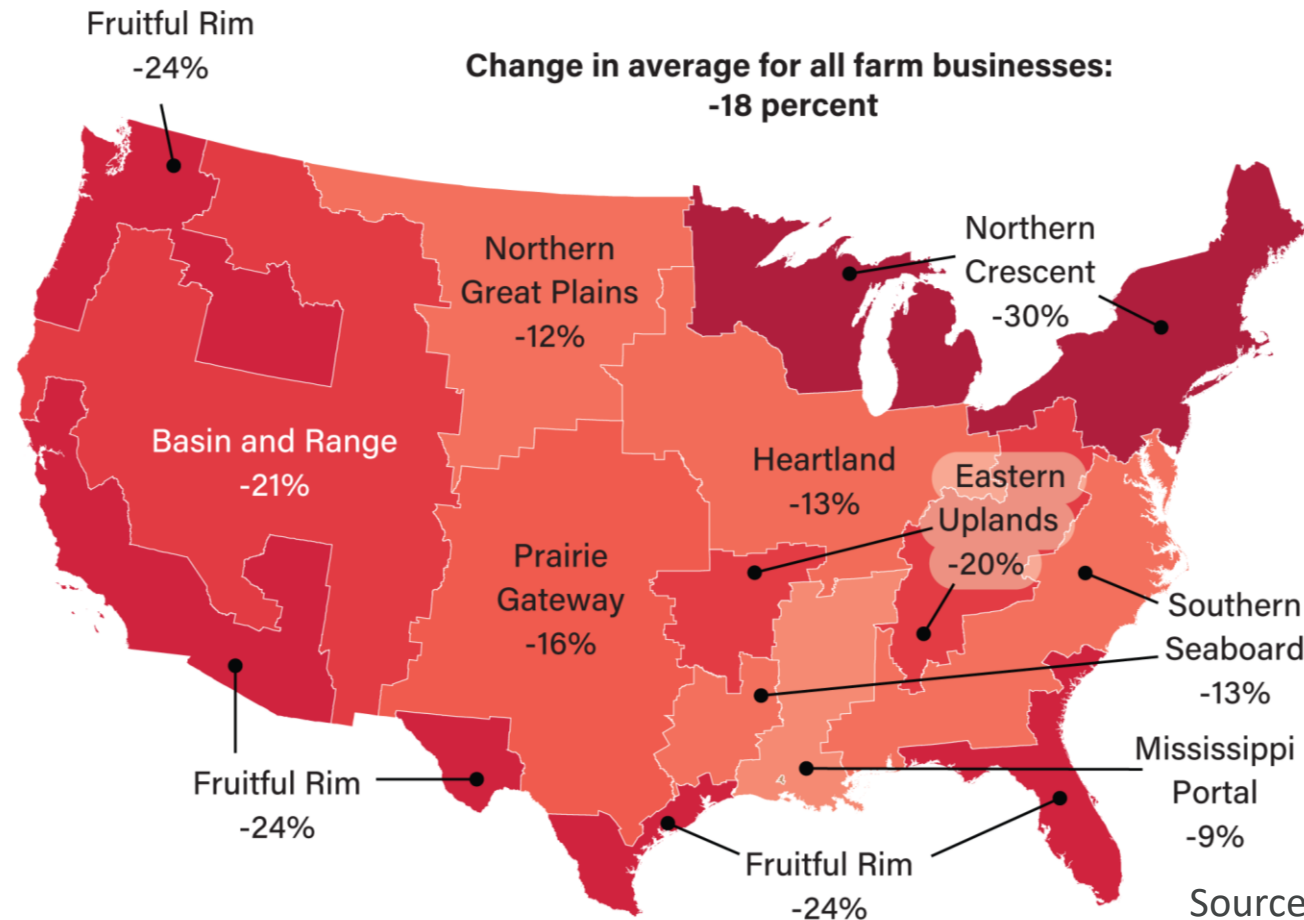 Fruitful Rim
-24%
Change in average for all farm businesses:
-18 percent
Northern
Crescent
-30%
Northern
Great Plains
-12%
Basin and Range
-21%
Heartland
-13%
Eastern
Uplands
-20%
Prairie
Gateway
-16%
Southern
Seaboard
-13%
Mississippi
Portal
-9%
Fruitful Rim
-24%
Fruitful Rim
-24%
Source